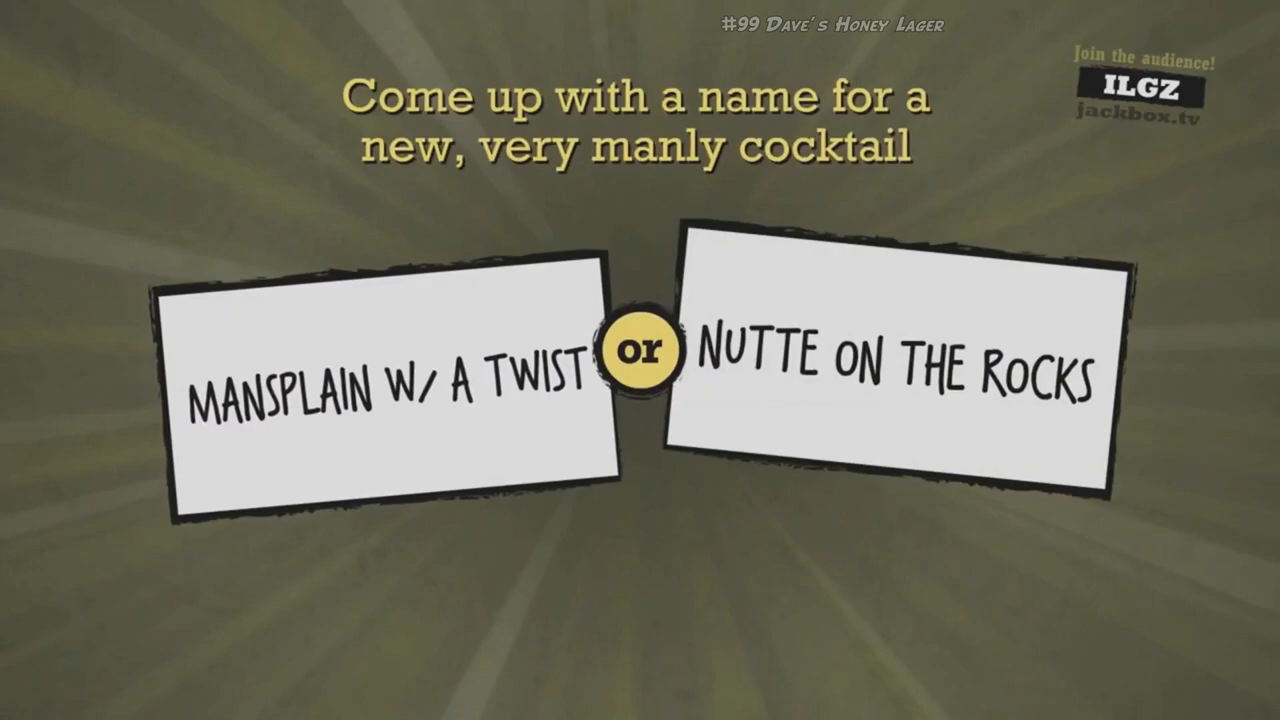 #99 Dave's Honey Lager
Join the audience!
ILGZ
jackbox.tv
Come up with a name for a
new, very manly cocktail
MANSPLAIN W/ A TWIST
or
NUTTE ON THE ROCKS